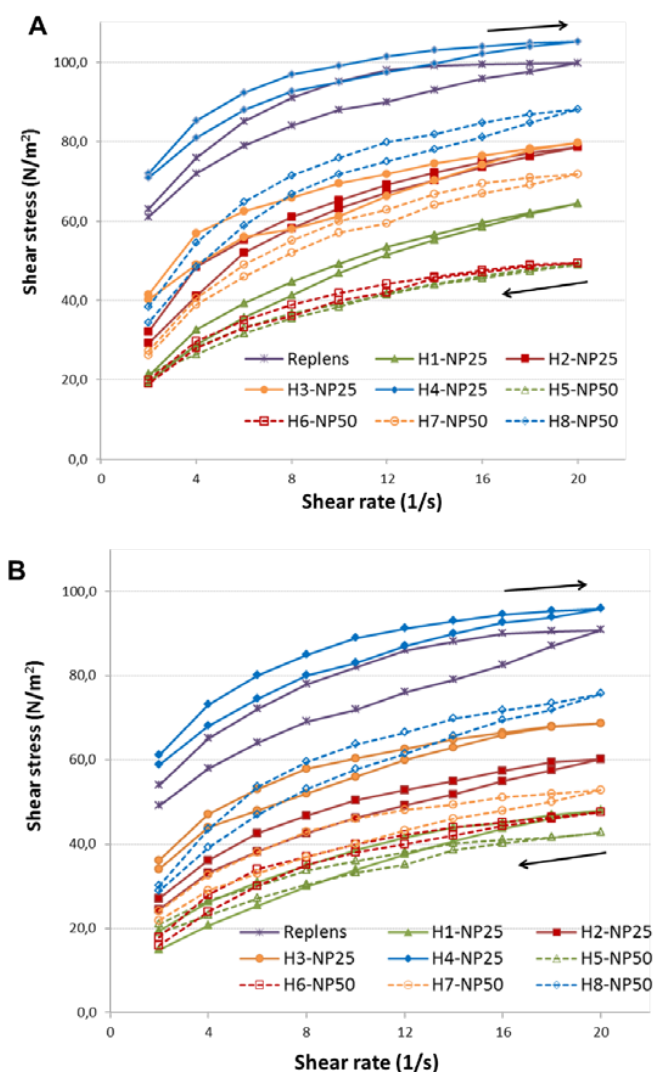 A
Shear stress (N/m²)
100,0
80,0
60,0
40,0
20,0
0,0
Replens H1-NP25 H2-NP25
H3-NP25 H4-NP25 H5-NP50
H6-NP50 H7-NP50 H8-NP50
0 4 8 12 16 20
Shear rate (1/s)
B
Shear stress (N/m²)
100,0
80,0
60,0
40,0
20,0
0,0
Replens H1-NP25 H2-NP25
H3-NP25 H4-NP25 H5-NP50
H6-NP50 H7-NP50 H8-NP50
0 4 8 12 16 20
Shear rate (1/s)